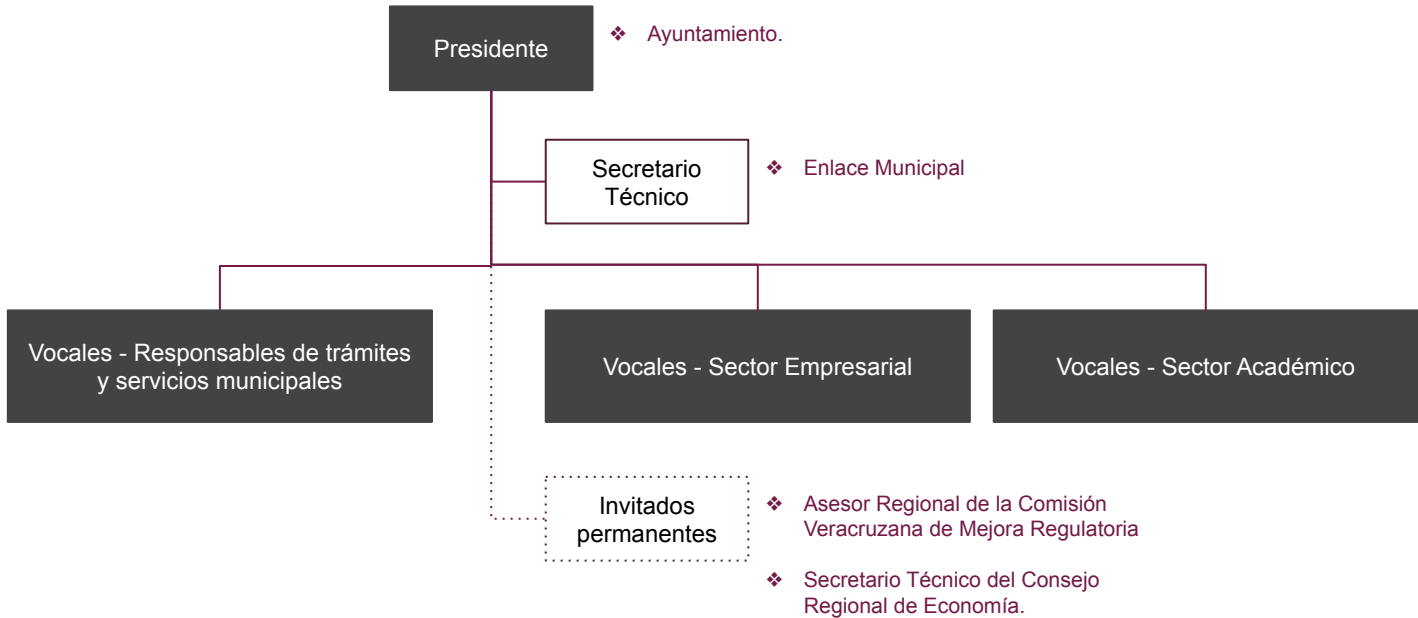 Presidente
❖ Ayuntamiento.
Secretario
Técnico
❖ Enlace Municipal
Vocales - Responsables de trámites
y servicios municipales
Vocales - Sector Empresarial
Vocales - Sector Académico
Invitados
permanentes
❖ Asesor Regional de la Comisión
Veracruzana de Mejora Regulatoria
❖ Secretario Técnico del Consejo
Regional de Economía.